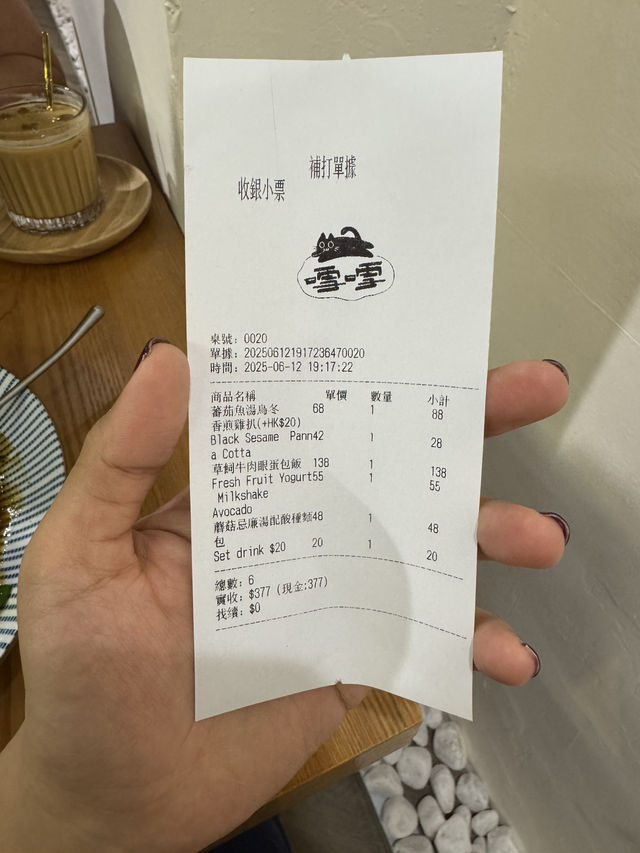 補打單據
收銀小票
雪一雪
桌號：0020
單據：202506121917236470020
時間：2025-06-12 19:17:22
商品名稱 單價 數量 小計
蕃茄魚湯烏冬 68 1 88
香煎雞扒(+HK$20)
Black Sesame Pann42 1 28
a Cotta
草飼牛肉眼蛋包飯 138 1 138
Fresh Fruit Yogurt55 1 55
Milkshake
Avocado
蘑菇忌廉湯配酸種麵48 1 48
包
Set drink $20 20 1 20
總數：6
實收：$377 (現金:377)
找續：$0